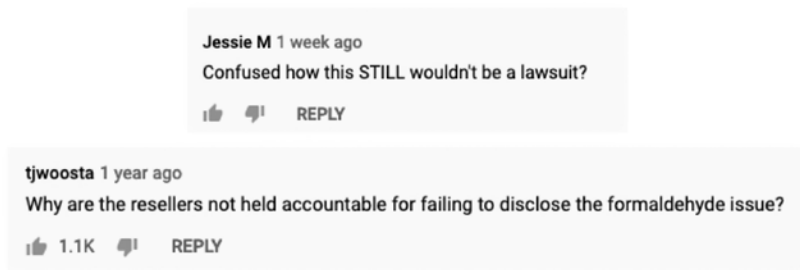 Jessie M 1 week ago
Confused how this STILL wouldn't be a lawsuit?
REPLY
tjwoosta 1 year ago
Why are the resellers not held accountable for failing to disclose the formaldehyde issue?
1.1K REPLY